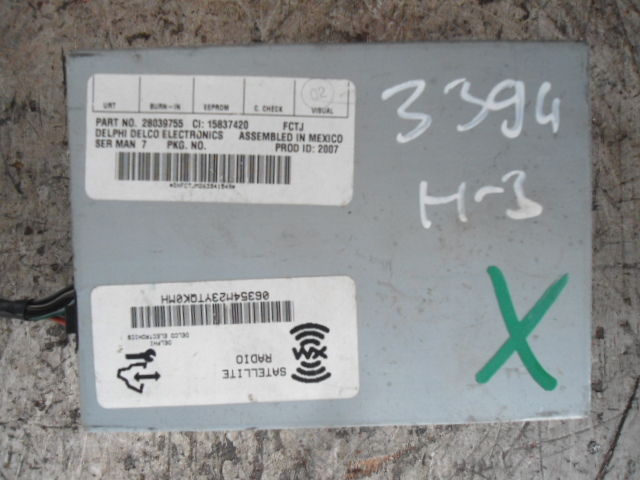 URT BURN-IN EEPROM C. CHECK VISUAL
02
PART NO. 28039755 CI: 15837420 FCTJ
DELPHI DELCO ELECTRONICS ASSEMBLED IN MEXICO
SER MAN 7 PKG. NO. PROD ID: 2007
3394
H-3
06354M23YTQK0MH
DELPHI
DELCO ELECTRONICS
XM
SATELLITE
RADIO
X